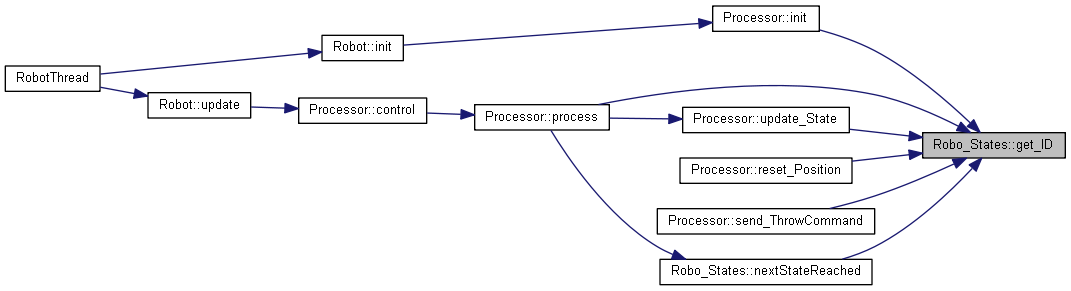 Processor::init
Robot::init
RobotThread
Robot::update
Processor::control
Processor::process
Processor::update_State
Robo_States::get_ID
Processor::reset_Position
Processor::send_ThrowCommand
Robo_States::nextStateReached